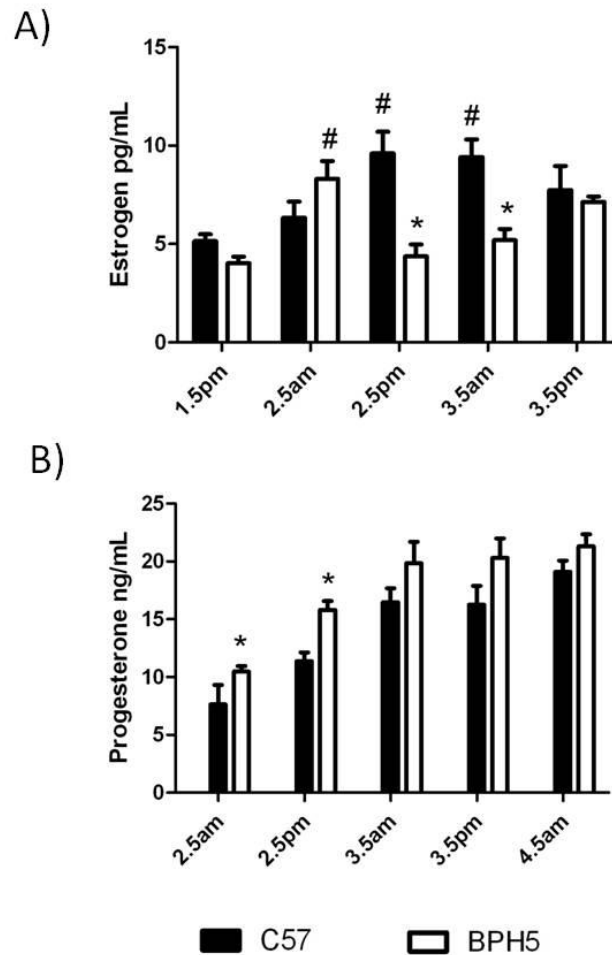 A)
Estrogen pg/mL
15
10
5
0
#
#
#
*
*
1.5pm
2.5am
2.5pm
3.5am
3.5pm
B)
Progesterone ng/mL
25
20
15
10
5
0
*
*
2.5am
2.5pm
3.5am
3.5pm
4.5am
C57
BPH5